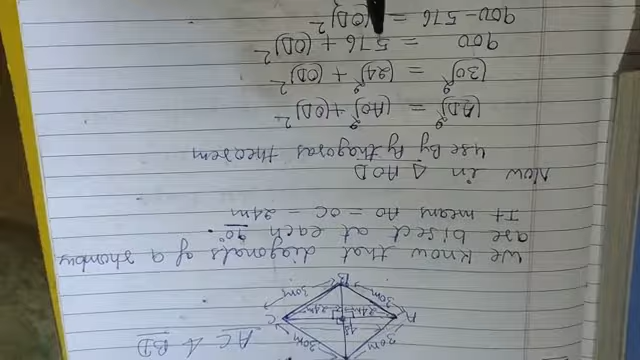 AC & BD
30m 30m
C 24m 24m A
30m B 30m
We know that diagonals of a rhombus
are bisect at each 90°.
It means AO = OC = 24m
Now in Δ AOD
Use By Pythagoras theorem
(AD)² = (AO)² + (OD)²
(30)² = (24)² + (OD)²
900 = 576 + (OD)²
900 - 576 = (OD)²